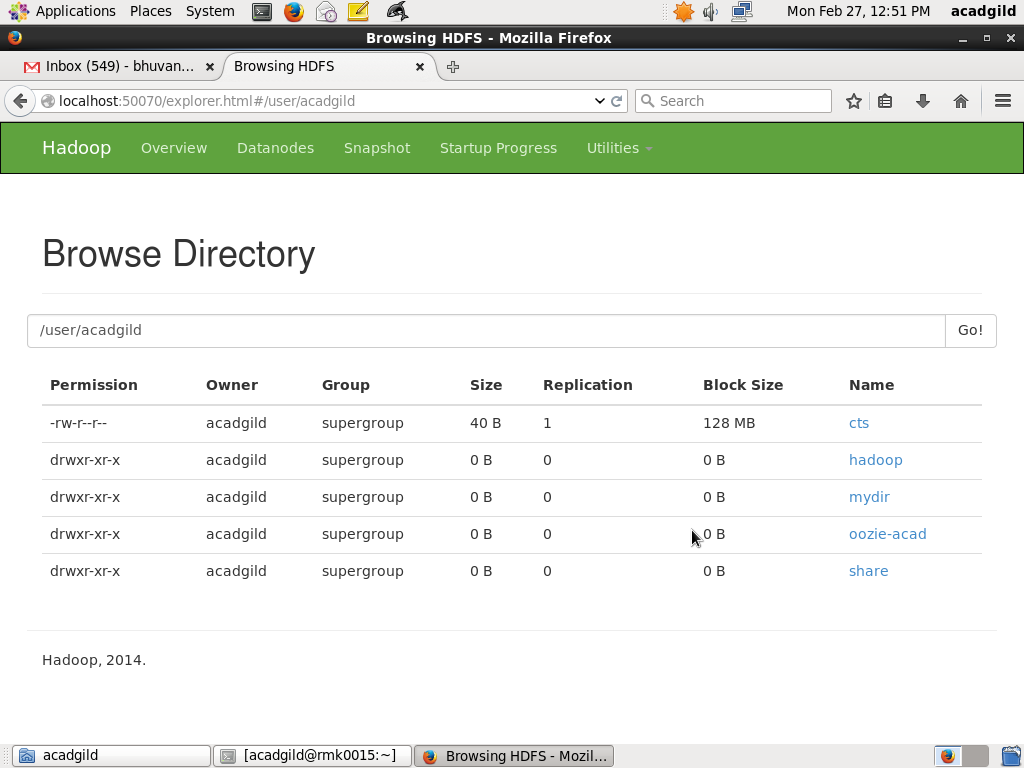 Applications Places System Mon Feb 27, 12:51 PM acadgild
Browsing HDFS - Mozilla Firefox
Inbox (549) - bhuvan... Browsing HDFS
localhost:50070/explorer.html#/user/acadgild Search
Hadoop Overview Datanodes Snapshot Startup Progress Utilities
Browse Directory
/user/acadgild Go!
Permission Owner Group Size Replication Block Size Name
-rw-r--r-- acadgild supergroup 40 B 1 128 MB cts
drwxr-xr-x acadgild supergroup 0 B 0 0 B hadoop
drwxr-xr-x acadgild supergroup 0 B 0 0 B mydir
drwxr-xr-x acadgild supergroup 0 B 0 0 B oozie-acad
drwxr-xr-x acadgild supergroup 0 B 0 0 B share
Hadoop, 2014.
acadgild [acadgild@rmk0015:~] Browsing HDFS - Mozil...